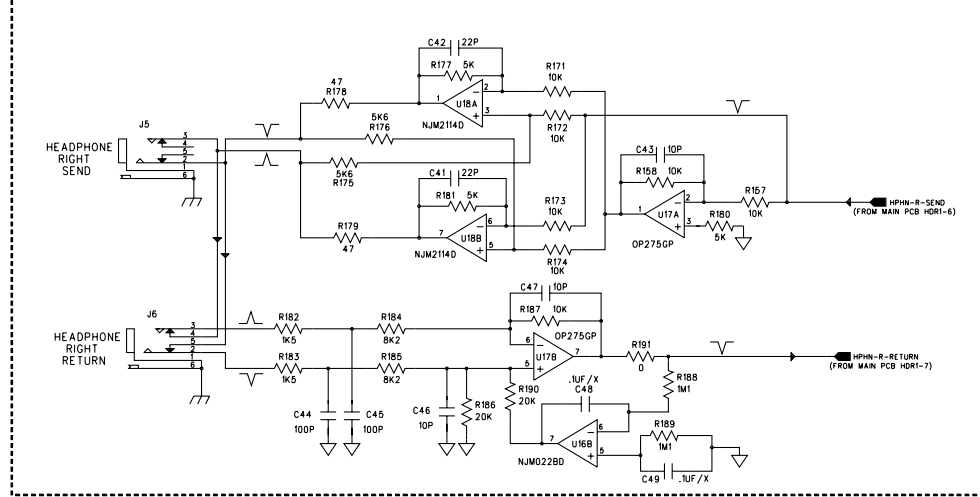 C42 22P
R177 5K
R171
10K
47
R178
1
2
3
U18A
NJM2114D
R172
10K
J5
5K6
R176
3
4
5
2
1
6
HEADPHONE
RIGHT
SEND
5K6
R175
C43 10P
R158 10K
C41 22P
R181 5K
R173
10K
R157
10K
HPHN-R-SEND
(FROM MAIN PCB HDR1-6)
1
2
3
U17A
R180
5K
OP275GP
R179
47
7
6
5
U18B
NJM2114D
R174
10K
C47 10P
R187 10K
J6
3
4
5
2
1
6
HEADPHONE
RIGHT
RETURN
R182
1K5
R184
8K2
OP275GP
6
5
7
U17B
R191
0
HPHN-R-RETURN
(FROM MAIN PCB HDR1-7)
R183
1K5
R185
8K2
R188
1M1
R190
20K
.1UF/X
C48
C44
100P
C45
100P
C46
10P
R186
20K
7
6
5
U16B
NJM022BD
R189
1M1
C49 .1UF/X